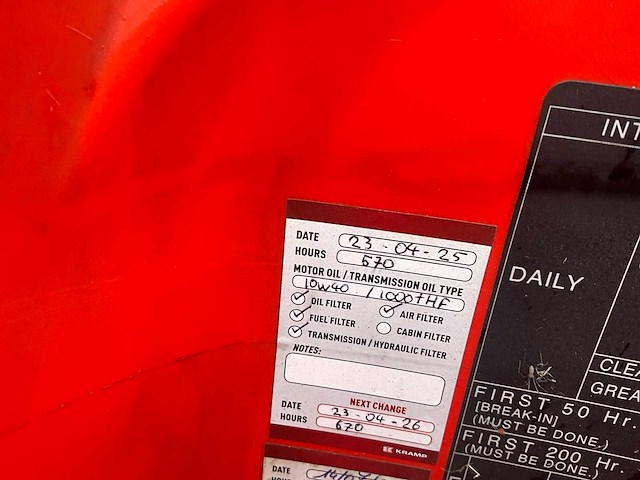 DATE 23-04-25
HOURS 570
MOTOR OIL / TRANSMISSION OIL TYPE
10W40 / 1000THF
OIL FILTER
AIR FILTER
FUEL FILTER
CABIN FILTER
TRANSMISSION / HYDRAULIC FILTER
NOTES:
NEXT CHANGE
DATE 23-04-26
HOURS 670
KRAMP
DATE
INT
DAILY
CLEA
GREA
FIRST 50 Hr.
[BREAK-IN]
(MUST BE DONE.)
FIRST 200 Hr.
(MUST BE DONE.)